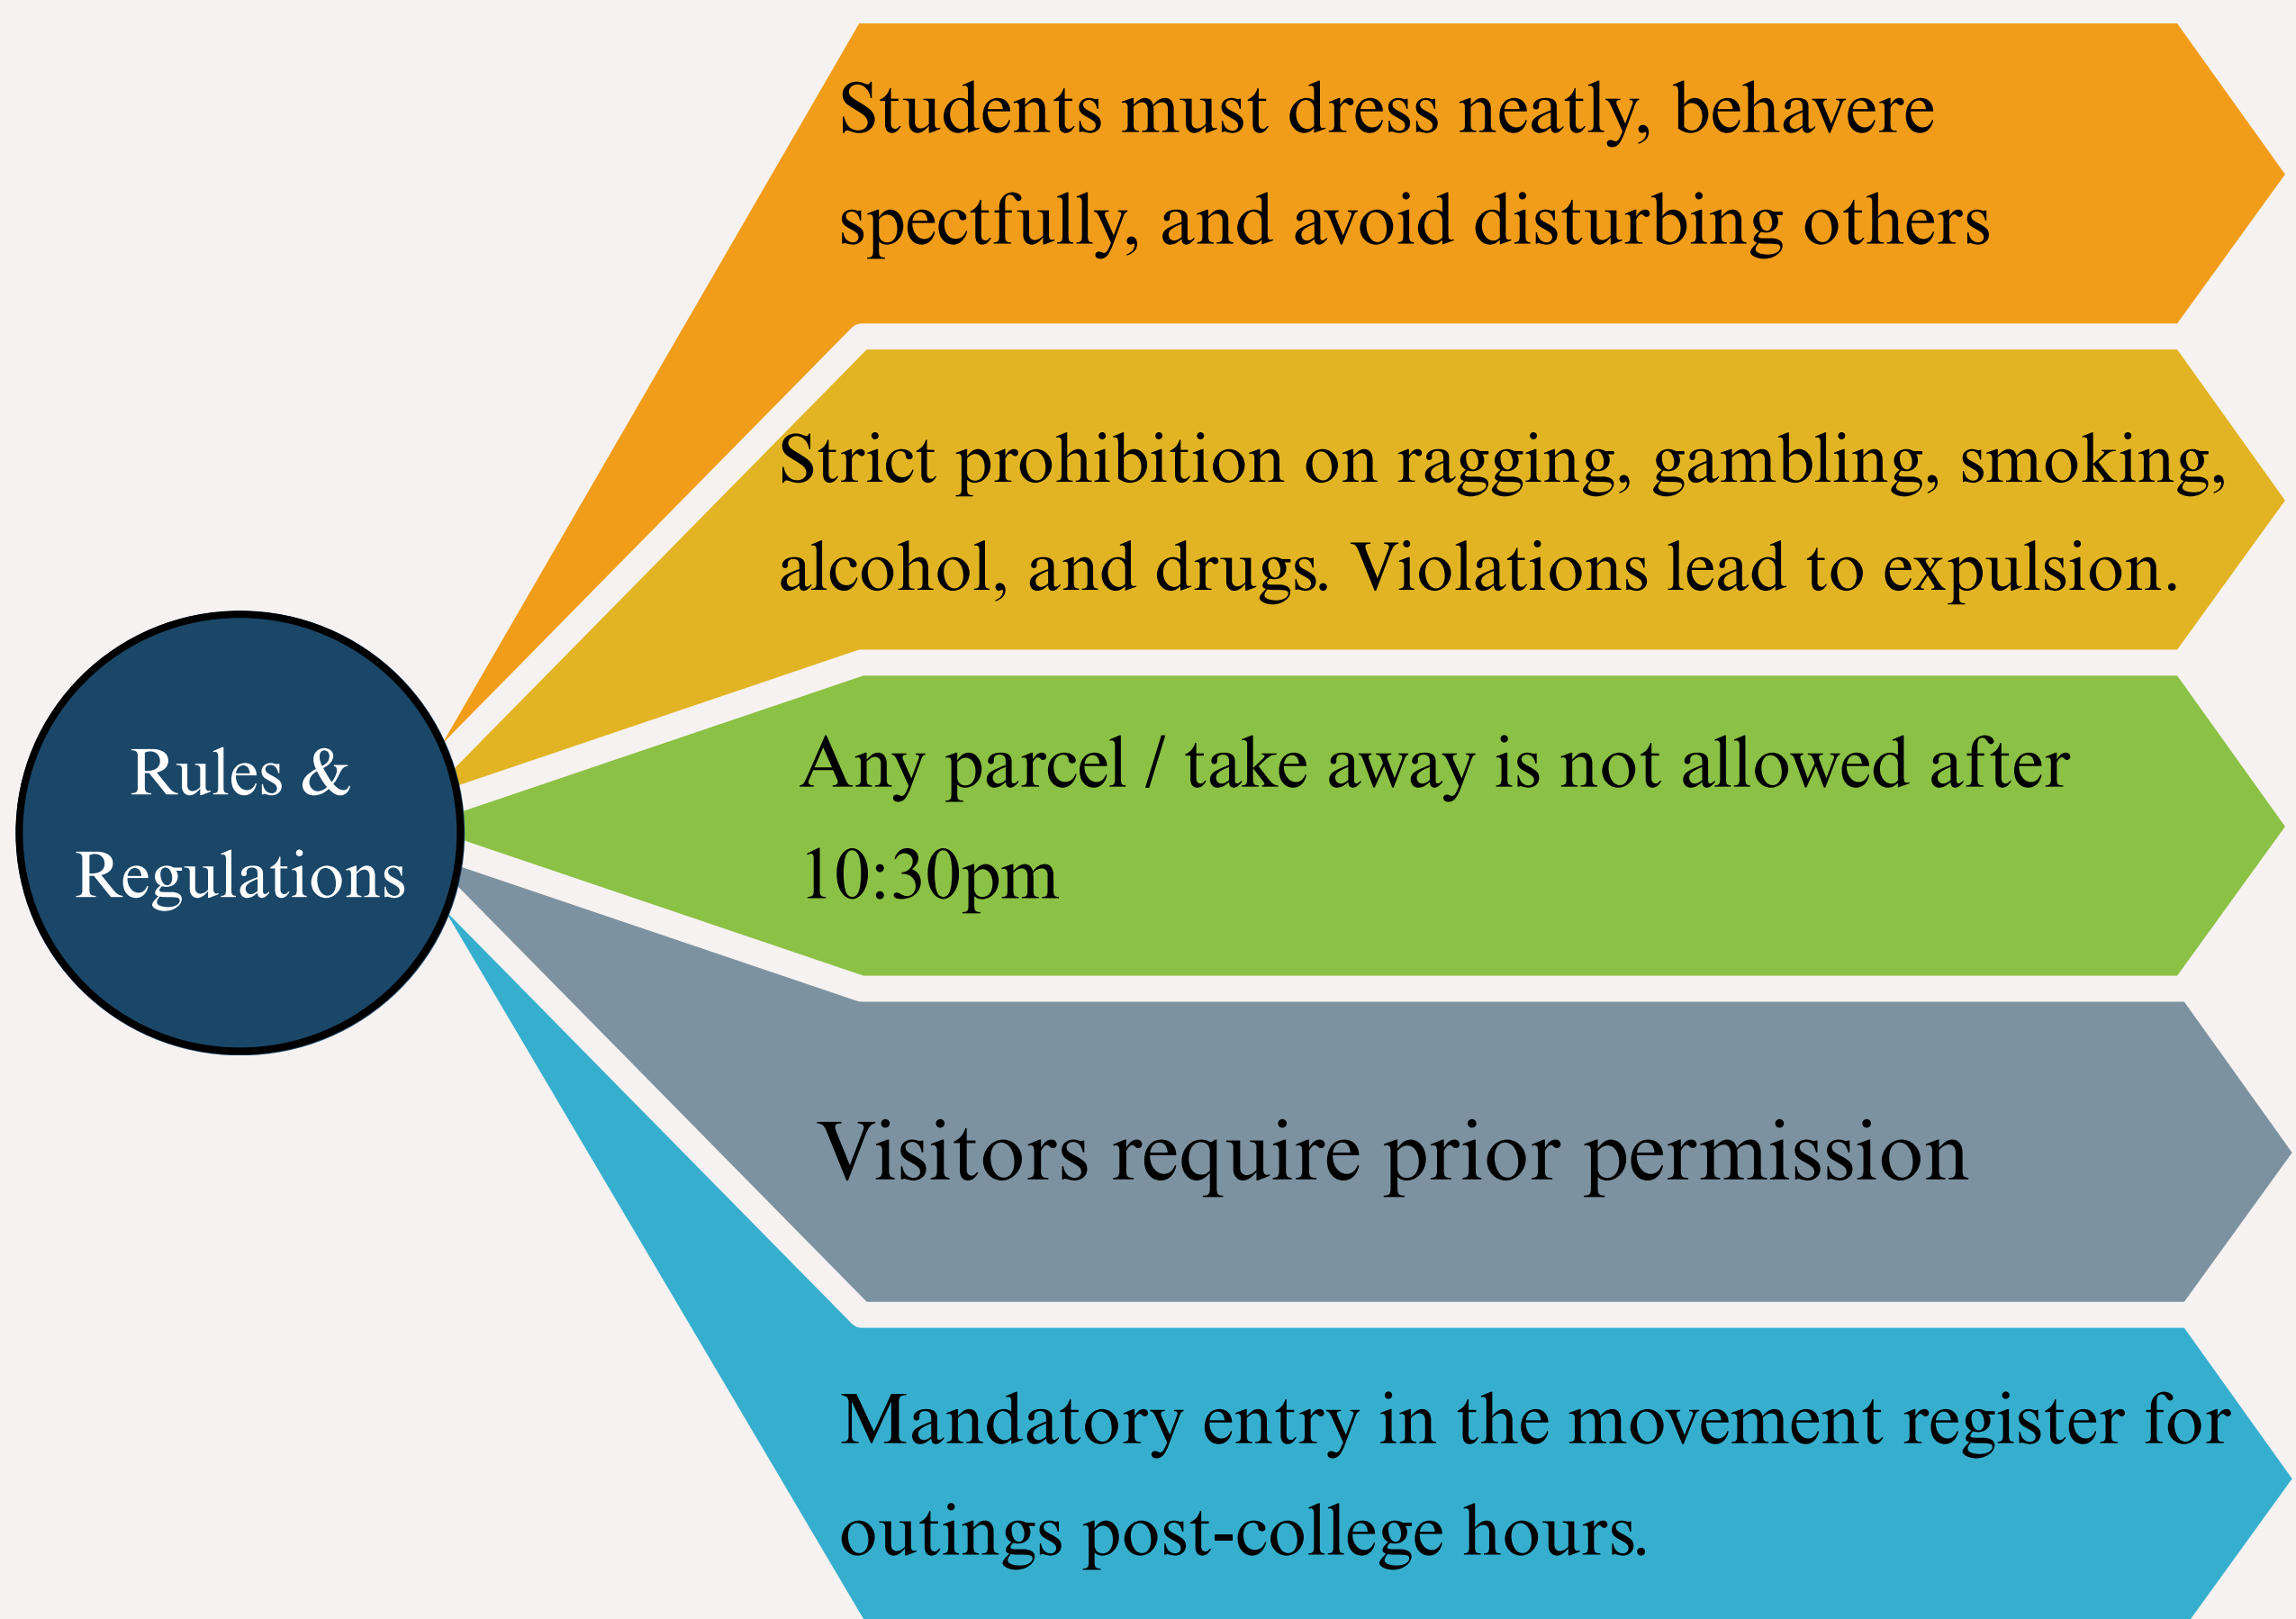 Students must dress neatly, behavere
spectfully, and avoid disturbing others
Strict prohibition on ragging, gambling, smoking,
alcohol, and drugs. Violations lead to expulsion.
Rules &
Regulations
Any parcel / take away is not allowed after
10:30pm
Visitors require prior permission
Mandatory entry in the movement register for
outings post-college hours.